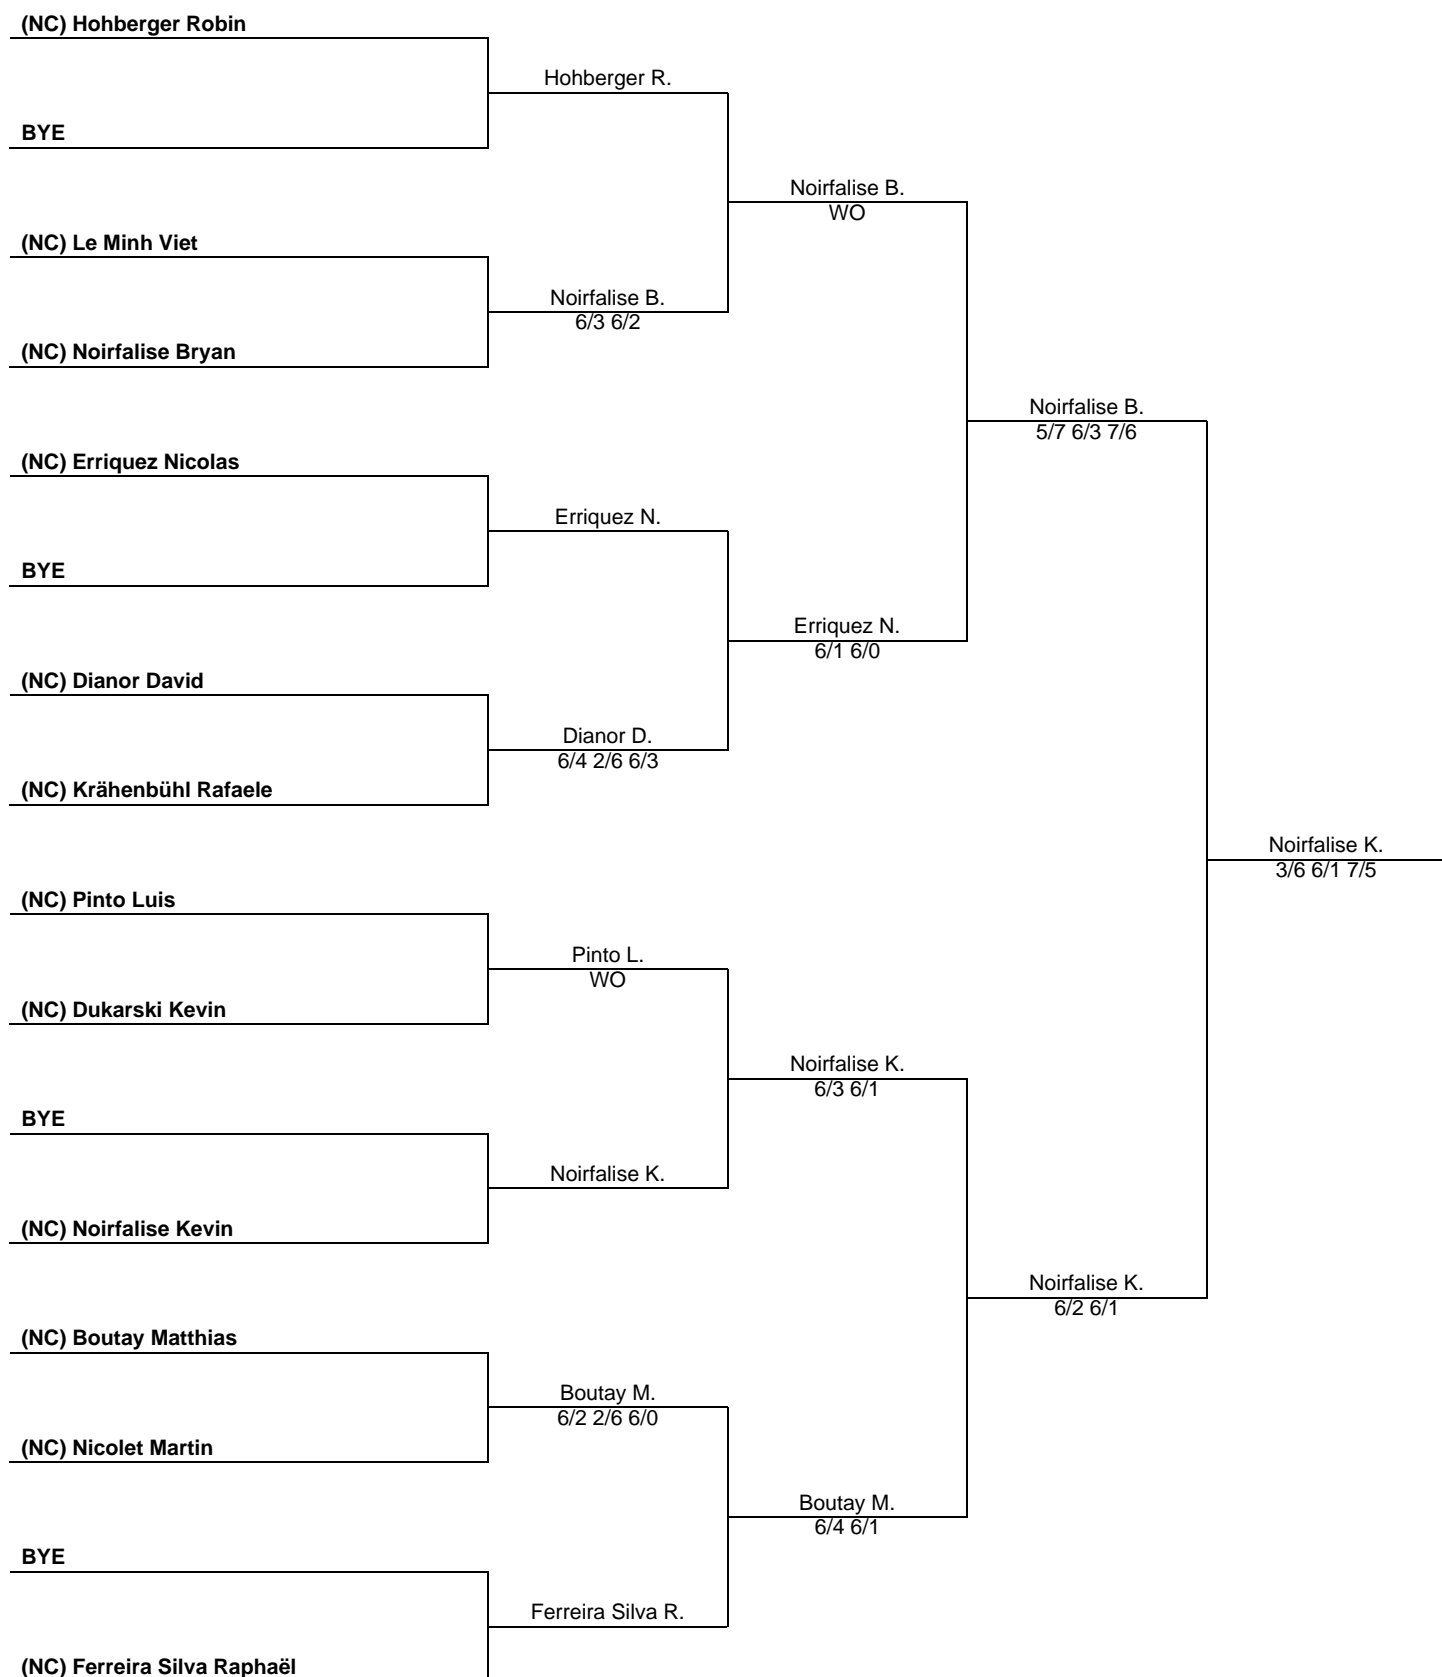 (NC) Hohberger Robin
Hohberger R.
BYE
Noirfalise B.
WO
(NC) Le Minh Viet
Noirfalise B.
6/3 6/2
(NC) Noirfalise Bryan
Noirfalise B.
5/7 6/3 7/6
(NC) Erriquez Nicolas
Erriquez N.
BYE
Erriquez N.
6/1 6/0
(NC) Dianor David
Dianor D.
6/4 2/6 6/3
(NC) Krähenbühl Rafaele
Noirfalise K.
3/6 6/1 7/5
(NC) Pinto Luis
Pinto L.
WO
(NC) Dukarski Kevin
Noirfalise K.
6/3 6/1
BYE
Noirfalise K.
(NC) Noirfalise Kevin
Noirfalise K.
6/2 6/1
(NC) Boutay Matthias
Boutay M.
6/2 2/6 6/0
(NC) Nicolet Martin
Boutay M.
6/4 6/1
BYE
Ferreira Silva R.
(NC) Ferreira Silva Raphaël